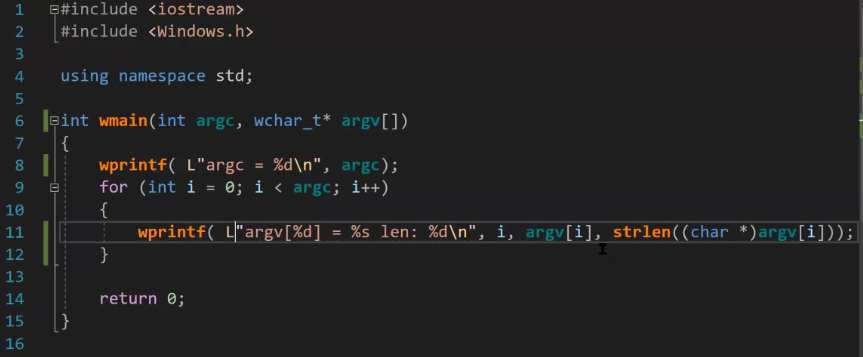 1 #include <iostream>
2 #include <Windows.h>
3
4 using namespace std;
5
6 int wmain(int argc, wchar_t* argv[])
7 {
8 wprintf( L"argc = %d\n", argc);
9 for (int i = 0; i < argc; i++)
10 {
11 wprintf( L"argv[%d] = %s len: %d\n", i, argv[i], strlen((char *)argv[i]));
12 }
13
14 return 0;
15 }
16